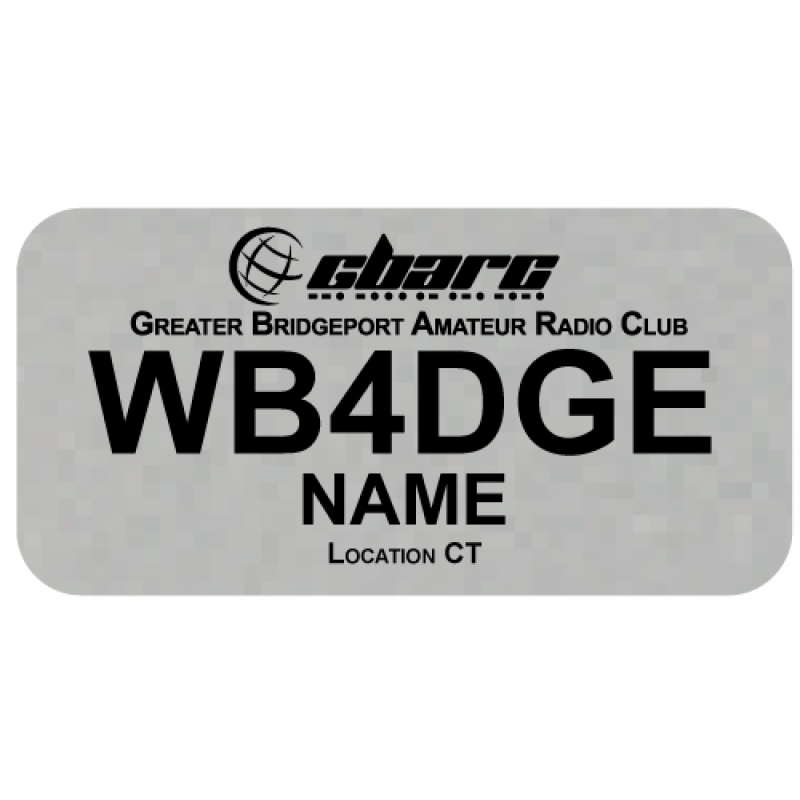 gbarc
GREATER BRIDGEPORT AMATEUR RADIO CLUB
WB4DGE
NAME
LOCATION CT